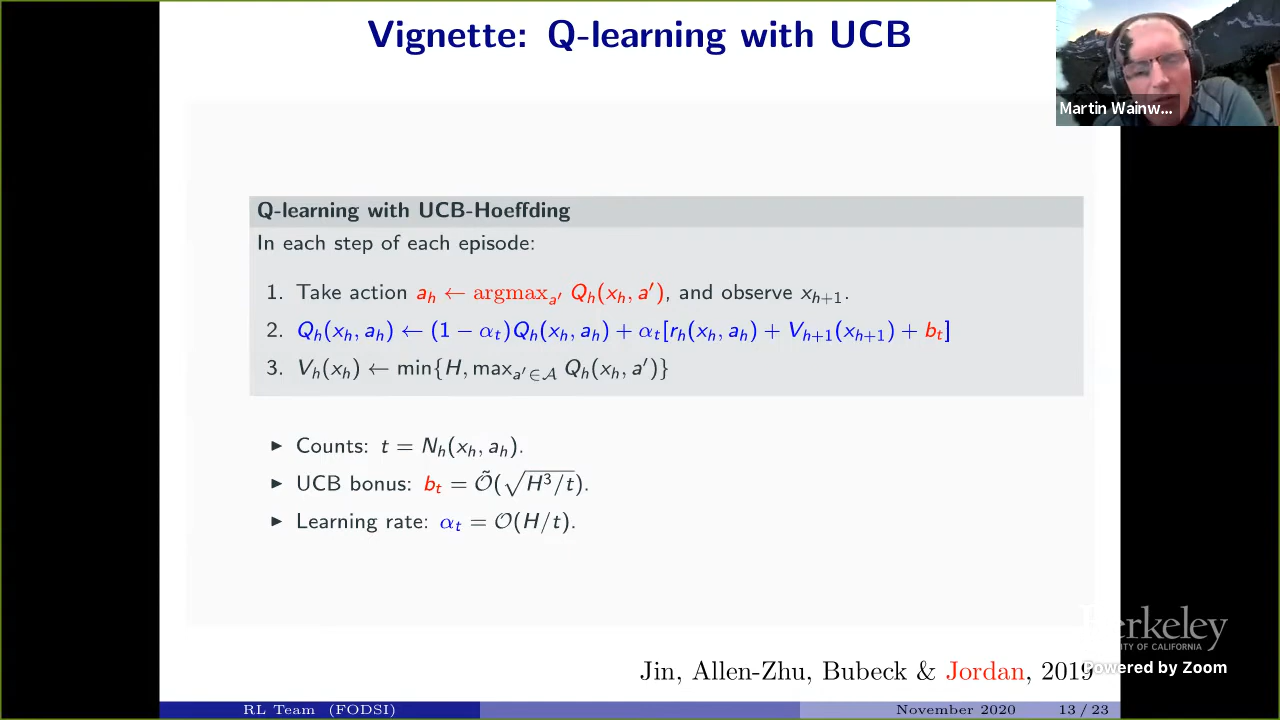 Vignette: Q-learning with UCB
Martin Wainw...
Q-learning with UCB-Hoeffding
In each step of each episode:
1. Take action a_h ← argmax_{a′} Q_h(x_h, a′), and observe x_{h+1}.
2. Q_h(x_h, a_h) ← (1 − α_t)Q_h(x_h, a_h) + α_t[r_h(x_h, a_h) + V_{h+1}(x_{h+1}) + b_t]
3. V_h(x_h) ← min{H, max_{a′∈𝒜} Q_h(x_h, a′)}
▶ Counts: t = N_h(x_h, a_h).
▶ UCB bonus: b_t = Õ(√(H³/t)).
▶ Learning rate: α_t = O(H/t).
Jin, Allen-Zhu, Bubeck & Jordan, 2019
Berkeley
UNIVERSITY OF CALIFORNIA
Powered by Zoom
RL Team (FODSI)
November 2020
13 / 23